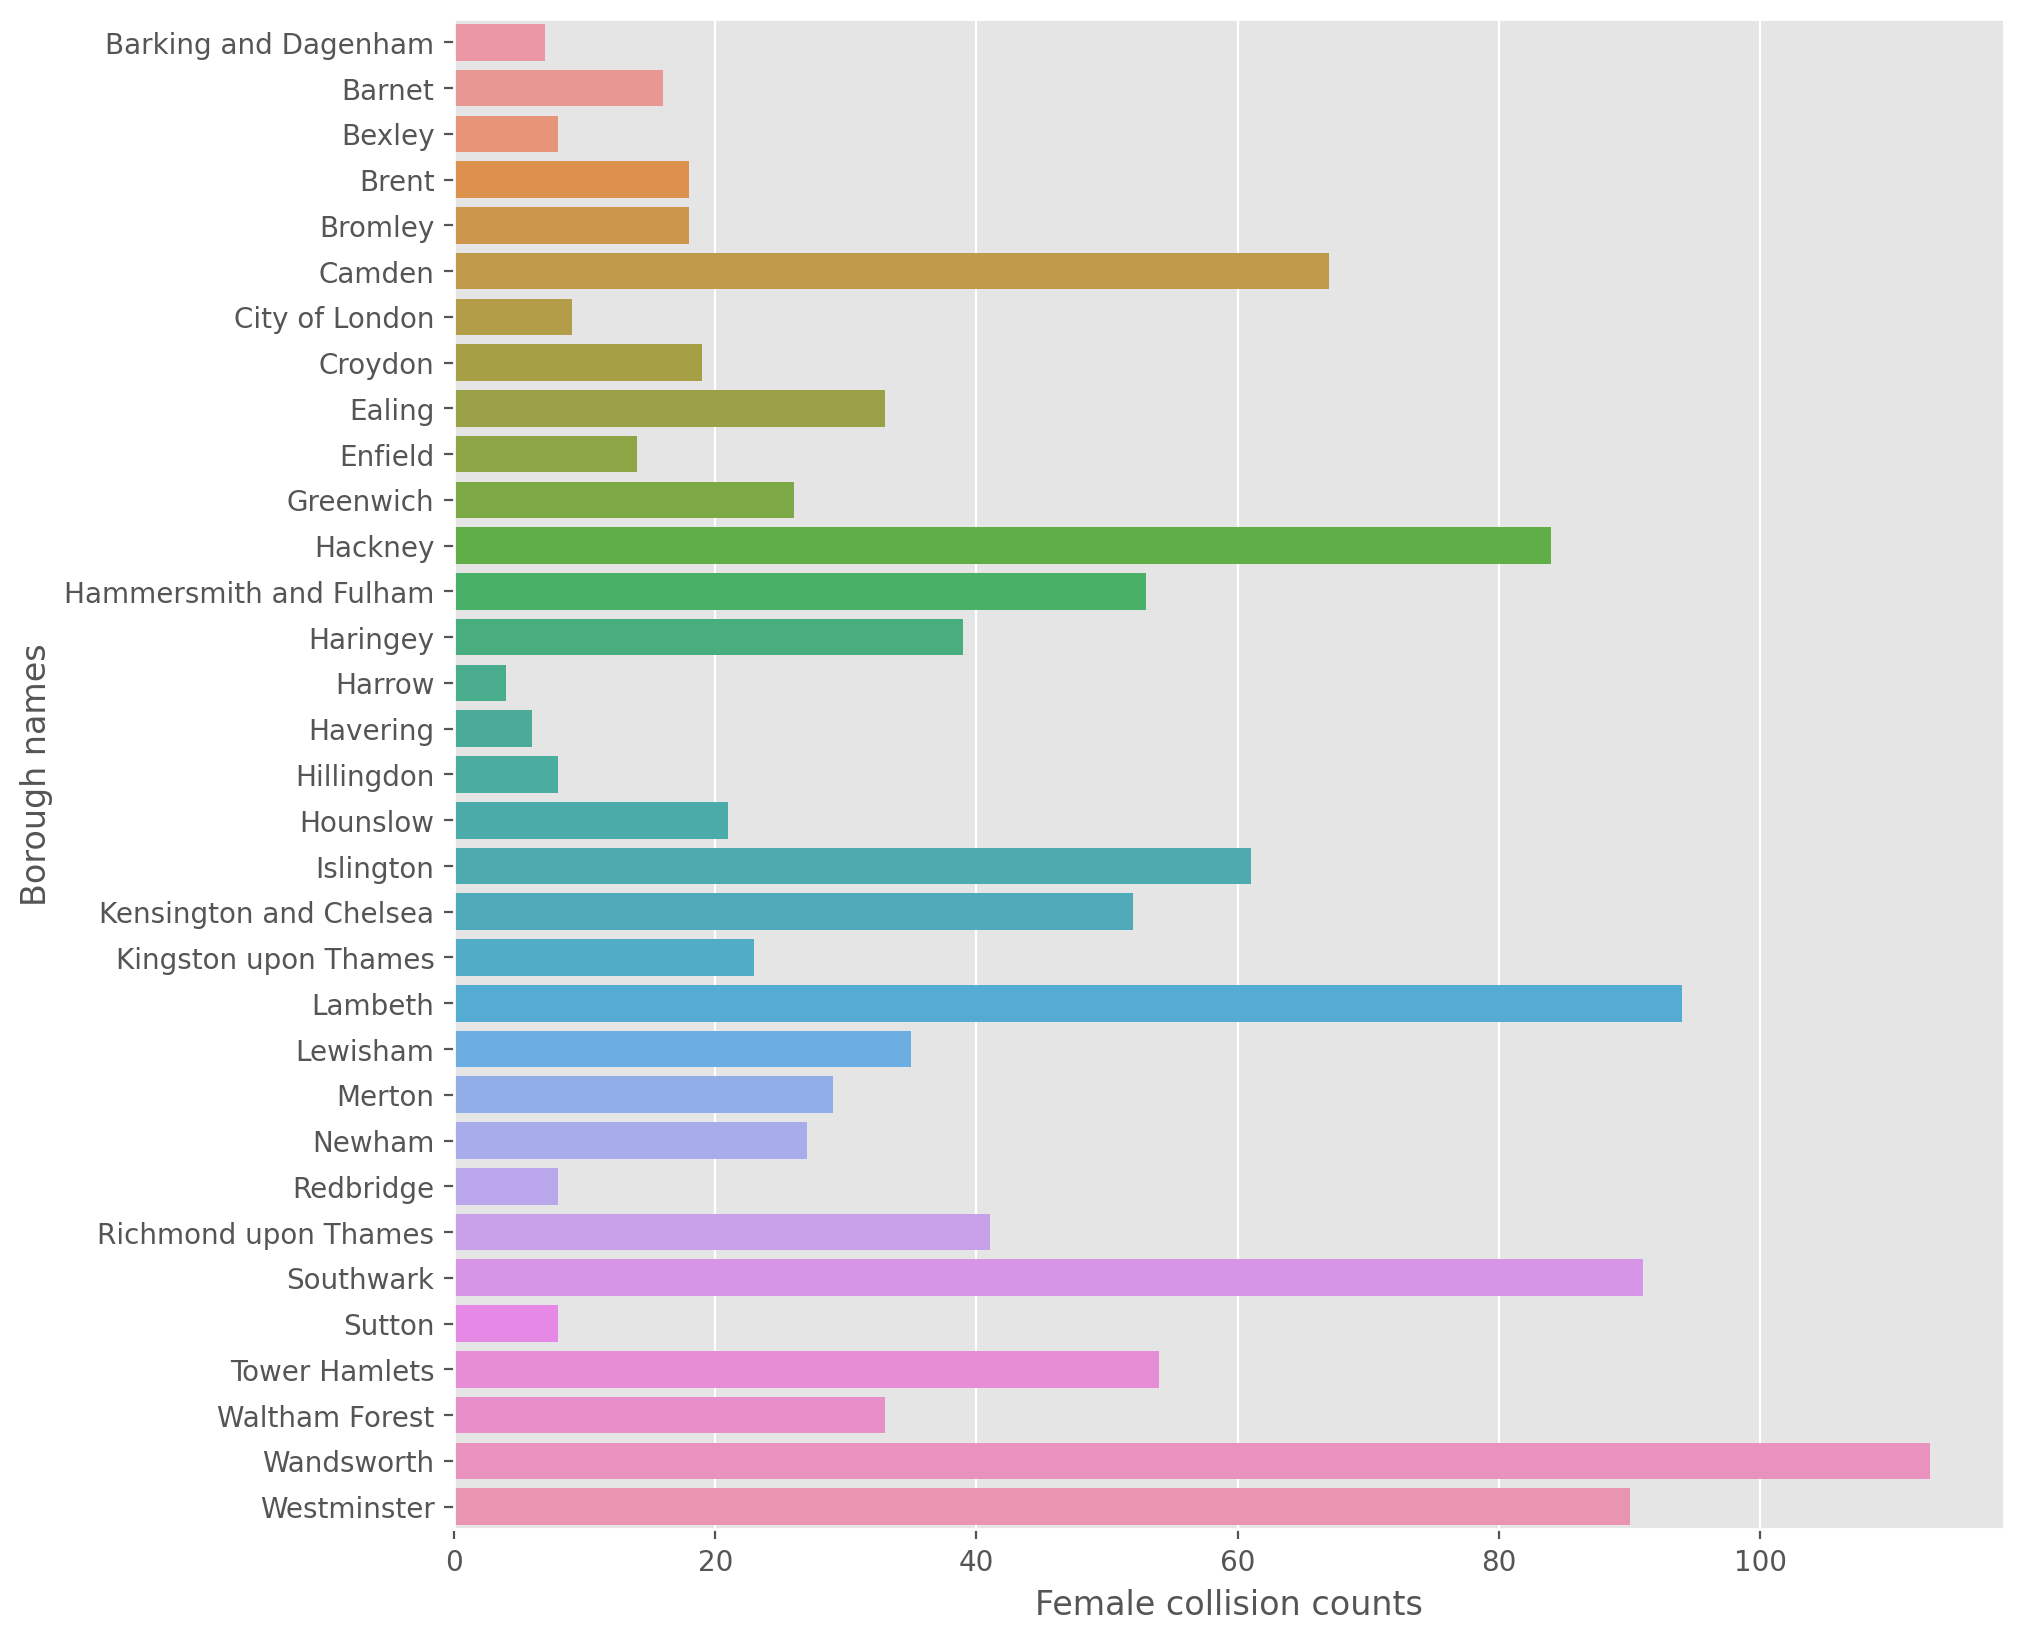 Barking and Dagenham
Barnet
Bexley
Brent
Bromley
Camden
City of London
Croydon
Ealing
Enfield
Greenwich
Hackney
Hammersmith and Fulham
Haringey
Harrow
Havering
Hillingdon
Hounslow
Islington
Kensington and Chelsea
Kingston upon Thames
Lambeth
Lewisham
Merton
Newham
Redbridge
Richmond upon Thames
Southwark
Sutton
Tower Hamlets
Waltham Forest
Wandsworth
Westminster
Borough names
0 20 40 60 80 100
Female collision counts